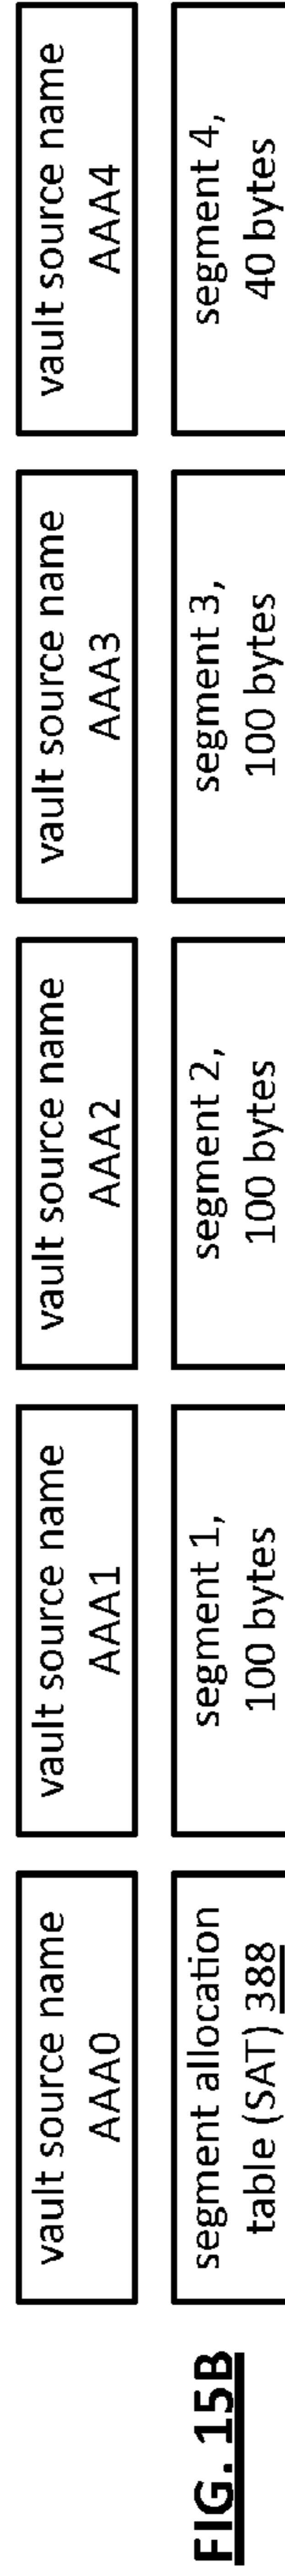 vault source name
AAA0
vault source name
AAA1
vault source name
AAA2
vault source name
AAA3
vault source name
AAA4
segment allocation
table (SAT) 388
segment 1,
100 bytes
segment 2,
100 bytes
segment 3,
100 bytes
segment 4,
40 bytes
FIG. 15B